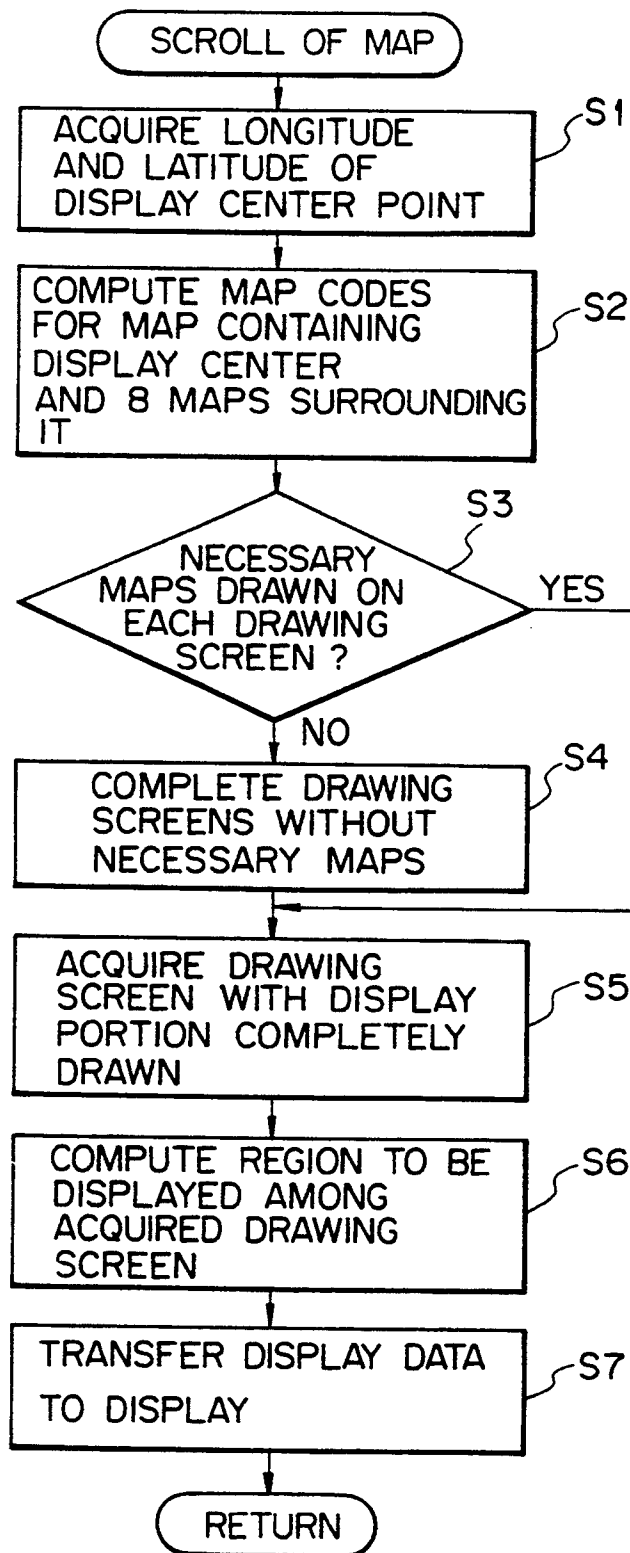 SCROLL OF MAP
S1
ACQUIRE LONGITUDE
AND LATITUDE OF
DISPLAY CENTER POINT
S2
COMPUTE MAP CODES
FOR MAP CONTAINING
DISPLAY CENTER
AND 8 MAPS SURROUNDING
IT
S3
NECESSARY
MAPS DRAWN ON
EACH DRAWING
SCREEN ?
YES
NO
S4
COMPLETE DRAWING
SCREENS WITHOUT
NECESSARY MAPS
S5
ACQUIRE DRAWING
SCREEN WITH DISPLAY
PORTION COMPLETELY
DRAWN
S6
COMPUTE REGION TO BE
DISPLAYED AMONG
ACQUIRED DRAWING
SCREEN
S7
TRANSFER DISPLAY DATA
TO DISPLAY
RETURN